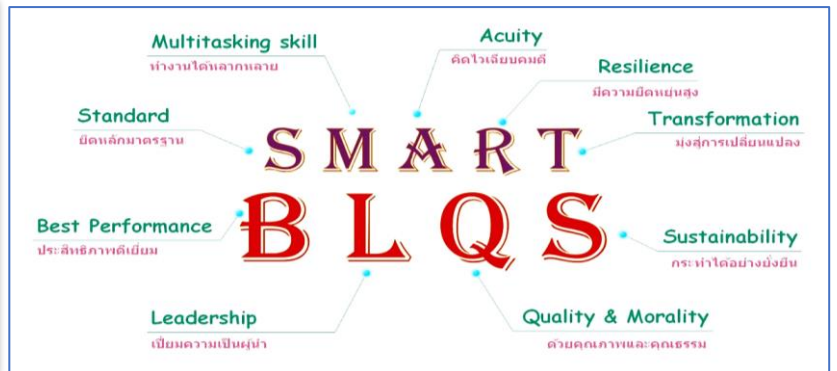 Multitasking skill
ทำงานได้หลากหลาย
Acuity
คิดไวเฉียบคมดี
Resilience
มีความยืดหยุ่นสูง
Standard
ยึดหลักมาตรฐาน
Transformation
มุ่งสู่การเปลี่ยนแปลง
SMART
BLQS
Best Performance
ประสิทธิภาพดีเยี่ยม
Sustainability
กระทำได้อย่างยั่งยืน
Leadership
เปี่ยมความเป็นผู้นำ
Quality & Morality
ด้วยคุณภาพและคุณธรรม